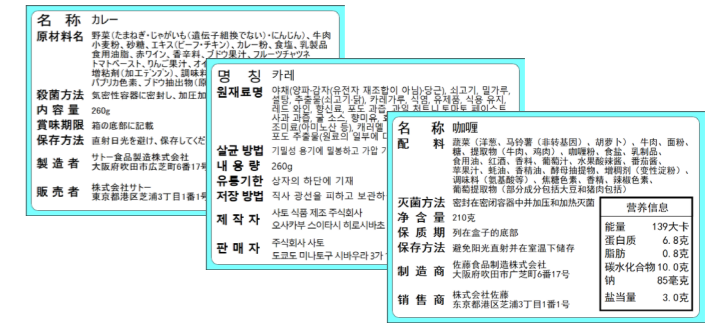 名 称 カレー
原材料名 野菜(たまねぎ・じゃがいも(遺伝子組換でない)・にんじん)、牛肉
小麦粉、砂糖、エキス(ビーフ・チキン)、カレー粉、食塩、乳製品
食用油脂、赤ワイン、香辛料、ブドウ果汁、フルーツチャツネ
トマトペースト、りんご果汁、オイ
増粘剤(加工デンプン)、調味料
パプリカ色素、ブドウ抽出物(原
殺菌方法 気密性容器に密封し、加圧加
内 容 量 260g
賞味期限 箱の底部に記載
保存方法 直射日光を避け、保存してくだ
製 造 者 サトー食品製造株式会社
大阪府吹田市広芝町6番17号
販 売 者 株式会社サトー
東京都港区芝浦3丁目1番1号
명 칭 카레
원재료명 야채(양파·감자(유전자 재조합이 아님)·당근), 쇠고기, 밀가루,
설탕, 추출물(쇠고기·닭), 카레가루, 식염, 유제품, 식용 유지,
레드 와인, 향신료, 포도 과즙, 과일 처트니,토마토 페이스트
사과 과즙, 굴 소스, 향미유,
조미료(아미노산 등), 캐러멜
포도 추출물(원료의 일부에 다
살균 방법 기밀성 용기에 밀봉하고 가압 기
내 용 량 260g
유통기한 상자의 하단에 기재
저장 방법 직사 광선을 피하고 보관하
제 작 자 사토 식품 제조 주식회사
오사카부 스이타시 히로시바초
판 매 자 주식회사 사토
도쿄도 미나토구 시바우라 3가
名 称 咖喱
配 料 蔬菜（洋葱、马铃薯（非转基因）、胡萝卜）、牛肉、面粉、
糖、提取物（牛肉、鸡肉）、咖喱粉、食盐、乳制品、
食用油、红酒、香料、葡萄汁、水果酸辣酱、番茄酱、
苹果汁、蚝油、香精油、酵母抽提物、增稠剂（变性淀粉）、
调味料（氨基酸等）、焦糖色素、香精、辣椒色素、
葡萄提取物（部分成分包括大豆和猪肉包括）
灭菌方法 密封在密闭容器中并加压和加热灭菌
净 含 量 210克
保 质 期 列在盒子的底部
保存方法 避免阳光直射并在室温下储存
制 造 商 佐藤食品制造株式会社
大阪府吹田市广芝町6番17号
销 售 商 株式会社佐藤
东京都港区芝浦3丁目1番1号
营养信息
能量 139大卡
蛋白质 6.8克
脂肪 0.8克
碳水化合物 10.0克
钠 85毫克
盐当量 3.0克